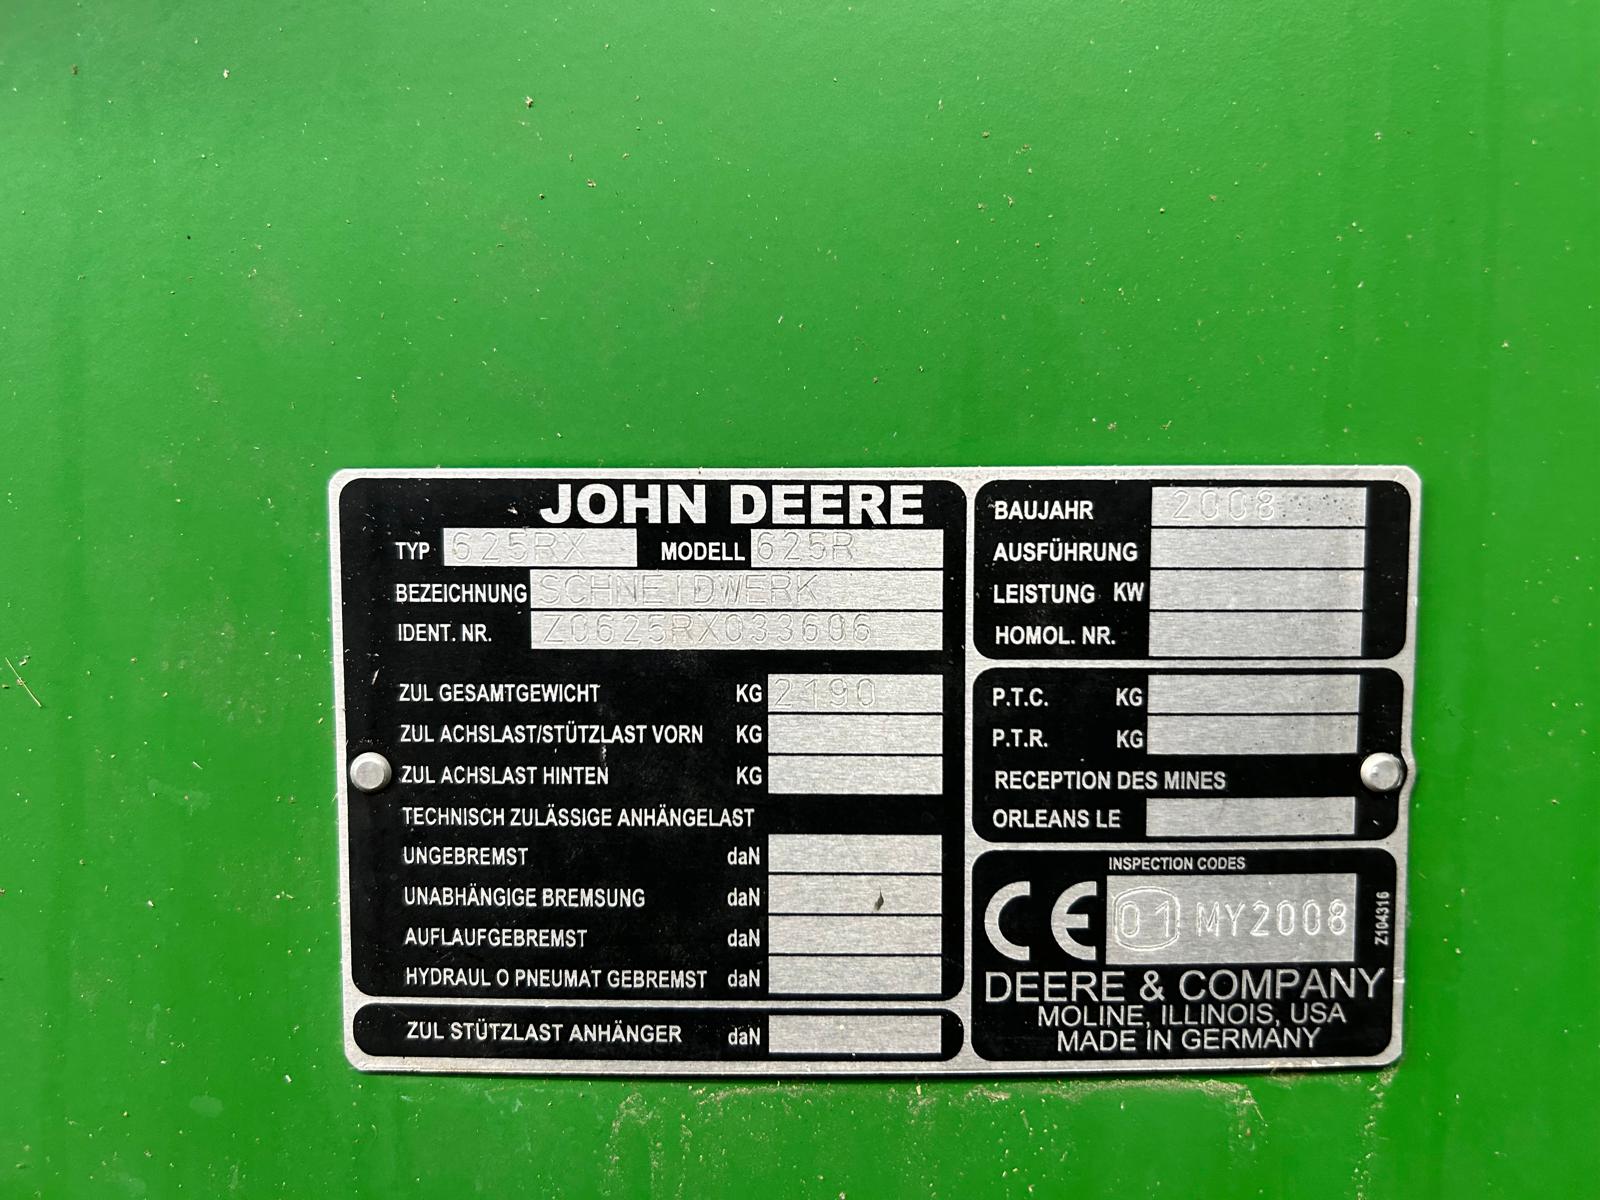 JOHN DEERE
TYP 625RX MODELL 625R
BEZEICHNUNG SCHNEIDWERK
IDENT. NR. Z0625RX033606
ZUL GESAMTGEWICHT KG 2190
ZUL ACHSLAST/STÜTZLAST VORN KG
ZUL ACHSLAST HINTEN KG
TECHNISCH ZULÄSSIGE ANHÄNGELAST
UNGEBREMST daN
UNABHÄNGIGE BREMSUNG daN
AUFLAUFGEBREMST daN
HYDRAUL O PNEUMAT GEBREMST daN
ZUL STÜTZLAST ANHÄNGER daN
BAUJAHR 2008
AUSFÜHRUNG
LEISTUNG KW
HOMOL. NR.
P.T.C. KG
P.T.R. KG
RECEPTION DES MINES
ORLEANS LE
INSPECTION CODES
CE 01 MY2008
Z104316
DEERE & COMPANY
MOLINE, ILLINOIS, USA
MADE IN GERMANY